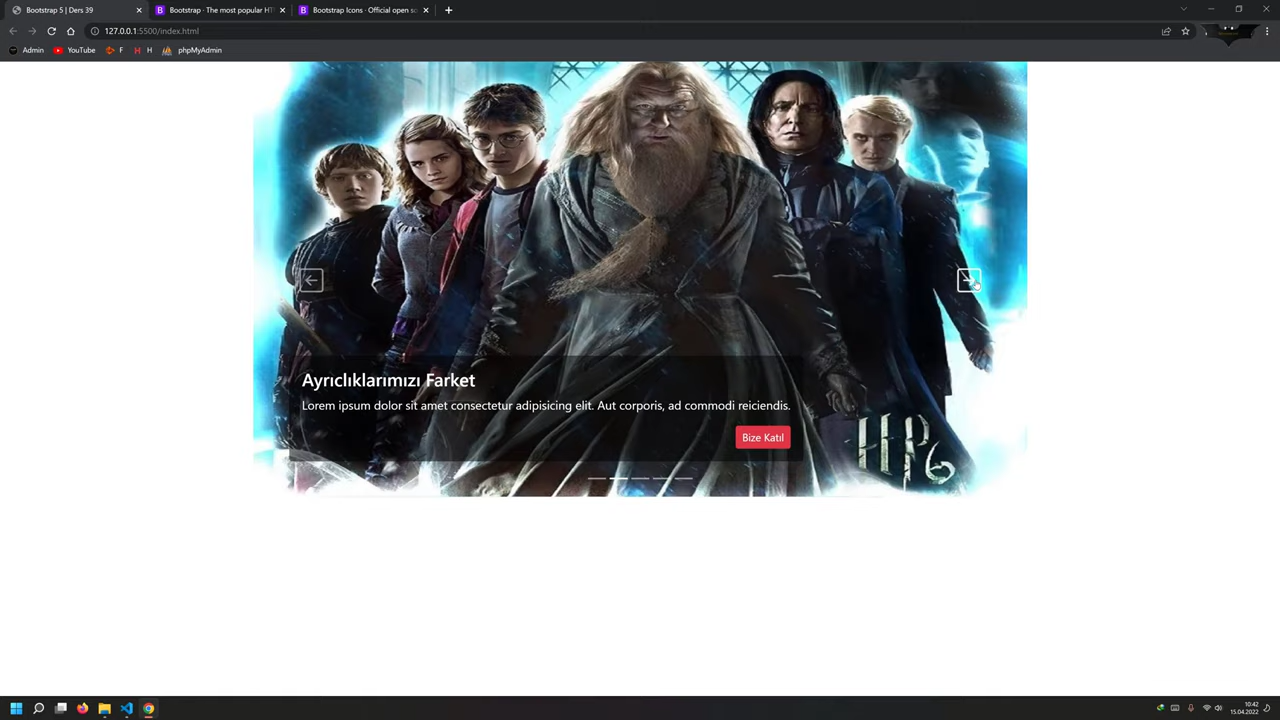 Bootstrap 5 | Ders 39
Bootstrap · The most popular HT
Bootstrap Icons · Official open so
127.0.0.1:5500/index.html
Admin
YouTube
F
H
phpMyAdmin
Ayrıclıklarımızı Farket
Lorem ipsum dolor sit amet consectetur adipisicing elit. Aut corporis, ad commodi reiciendis.
Bize Katıl
HP6
10:42
15.04.2022